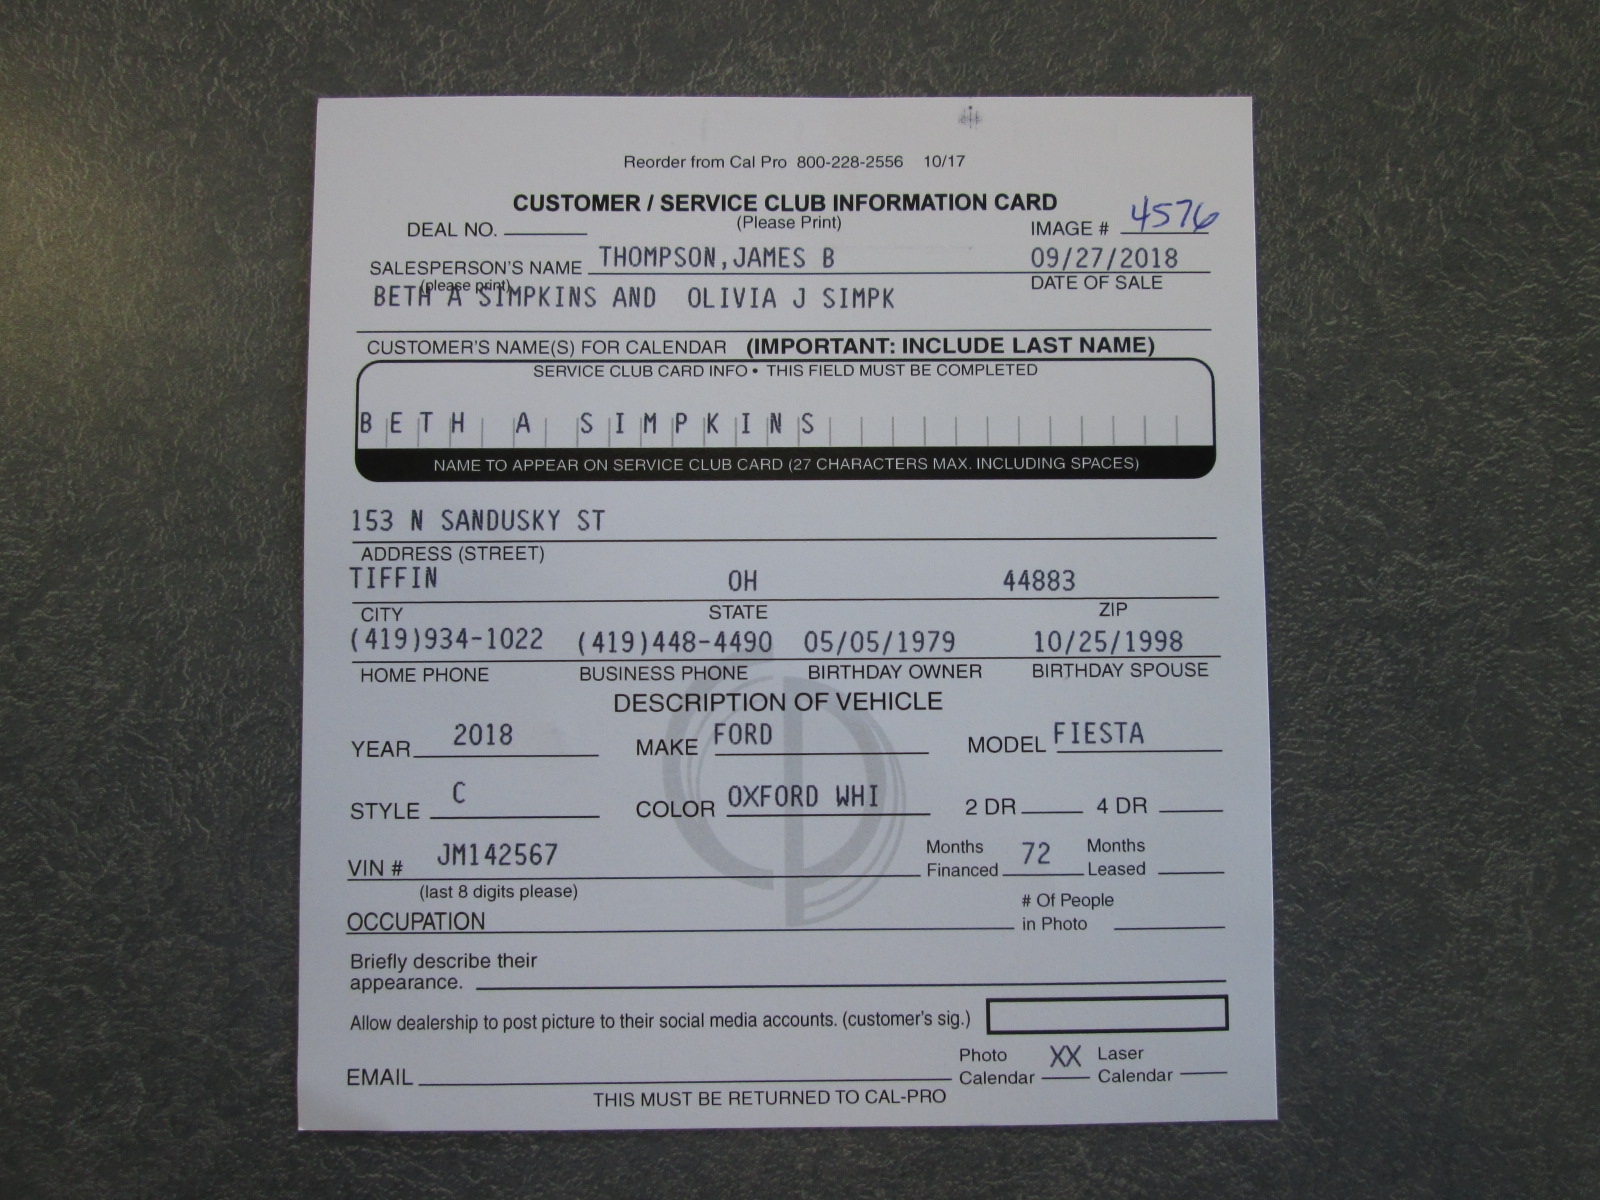 Reorder from Cal Pro 800-228-2556 10/17
CUSTOMER / SERVICE CLUB INFORMATION CARD
(Please Print)
DEAL NO.
IMAGE # 4576
SALESPERSON'S NAME THOMPSON,JAMES B 09/27/2018
(please print) DATE OF SALE
BETH A SIMPKINS AND OLIVIA J SIMPK
CUSTOMER'S NAME(S) FOR CALENDAR (IMPORTANT: INCLUDE LAST NAME)
SERVICE CLUB CARD INFO • THIS FIELD MUST BE COMPLETED
BETH A SIMPKINS
NAME TO APPEAR ON SERVICE CLUB CARD (27 CHARACTERS MAX. INCLUDING SPACES)
153 N SANDUSKY ST
ADDRESS (STREET)
TIFFIN OH 44883
CITY STATE ZIP
(419)934-1022 (419)448-4490 05/05/1979 10/25/1998
HOME PHONE BUSINESS PHONE BIRTHDAY OWNER BIRTHDAY SPOUSE
DESCRIPTION OF VEHICLE
YEAR 2018 MAKE FORD MODEL FIESTA
STYLE C COLOR OXFORD WHI 2 DR 4 DR
VIN # JM142567 Months Financed 72 Months Leased
(last 8 digits please)
OCCUPATION # Of People in Photo
Briefly describe their
appearance.
Allow dealership to post picture to their social media accounts. (customer's sig.)
EMAIL Photo Calendar XX Laser Calendar
THIS MUST BE RETURNED TO CAL-PRO